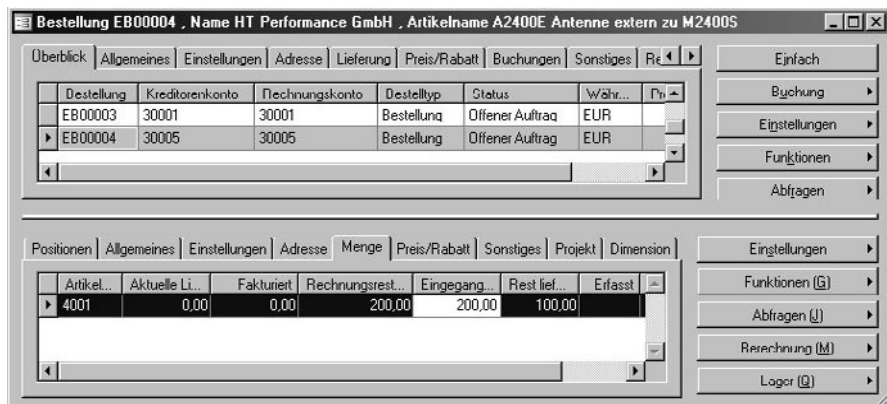 Bestellung EB00004 , Name HT Performance GmbH , Artikelname A2400E Antenne extern zu M2400S
Überblick Allgemeines Einstellungen Adresse Lieferung Preis/Rabatt Buchungen Sonstiges Re
Einfach
Bestellung Kreditorenkonto Rechnungskonto Bestelltyp Status Währ...
Buchung
EB00003 30001 30001 Bestellung Offener Auftrag EUR
Einstellungen
EB00004 30005 30005 Bestellung Offener Auftrag EUR
Funktionen
Abfragen
Positionen Allgemeines Einstellungen Adresse Menge Preis/Rabatt Sonstiges Projekt Dimension
Einstellungen
Artikel... Aktuelle Li... Fakturiert Rechnungsrest... Eingegang... Rest lief... Erfasst
Funktionen (G)
4001 0,00 0,00 200,00 200,00 100,00
Abfragen (J)
Berechnung (M)
Lager (Q)